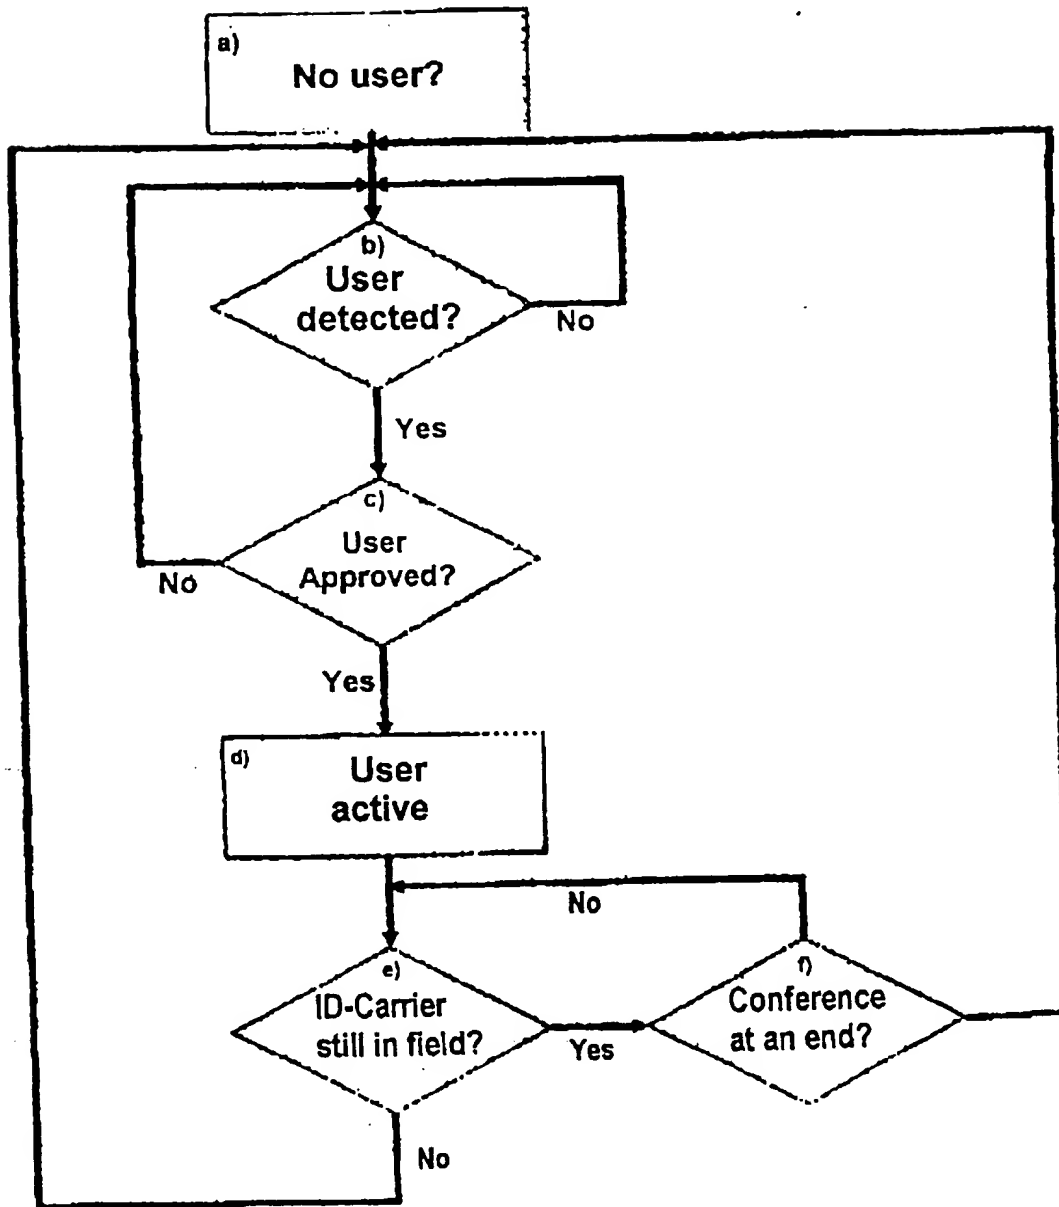 a)
No user?
b)
User
detected?
No
Yes
c)
User
Approved?
No
Yes
d)
User
active
No
e)
ID-Carrier
still in field?
Yes
f)
Conference
at an end?
No